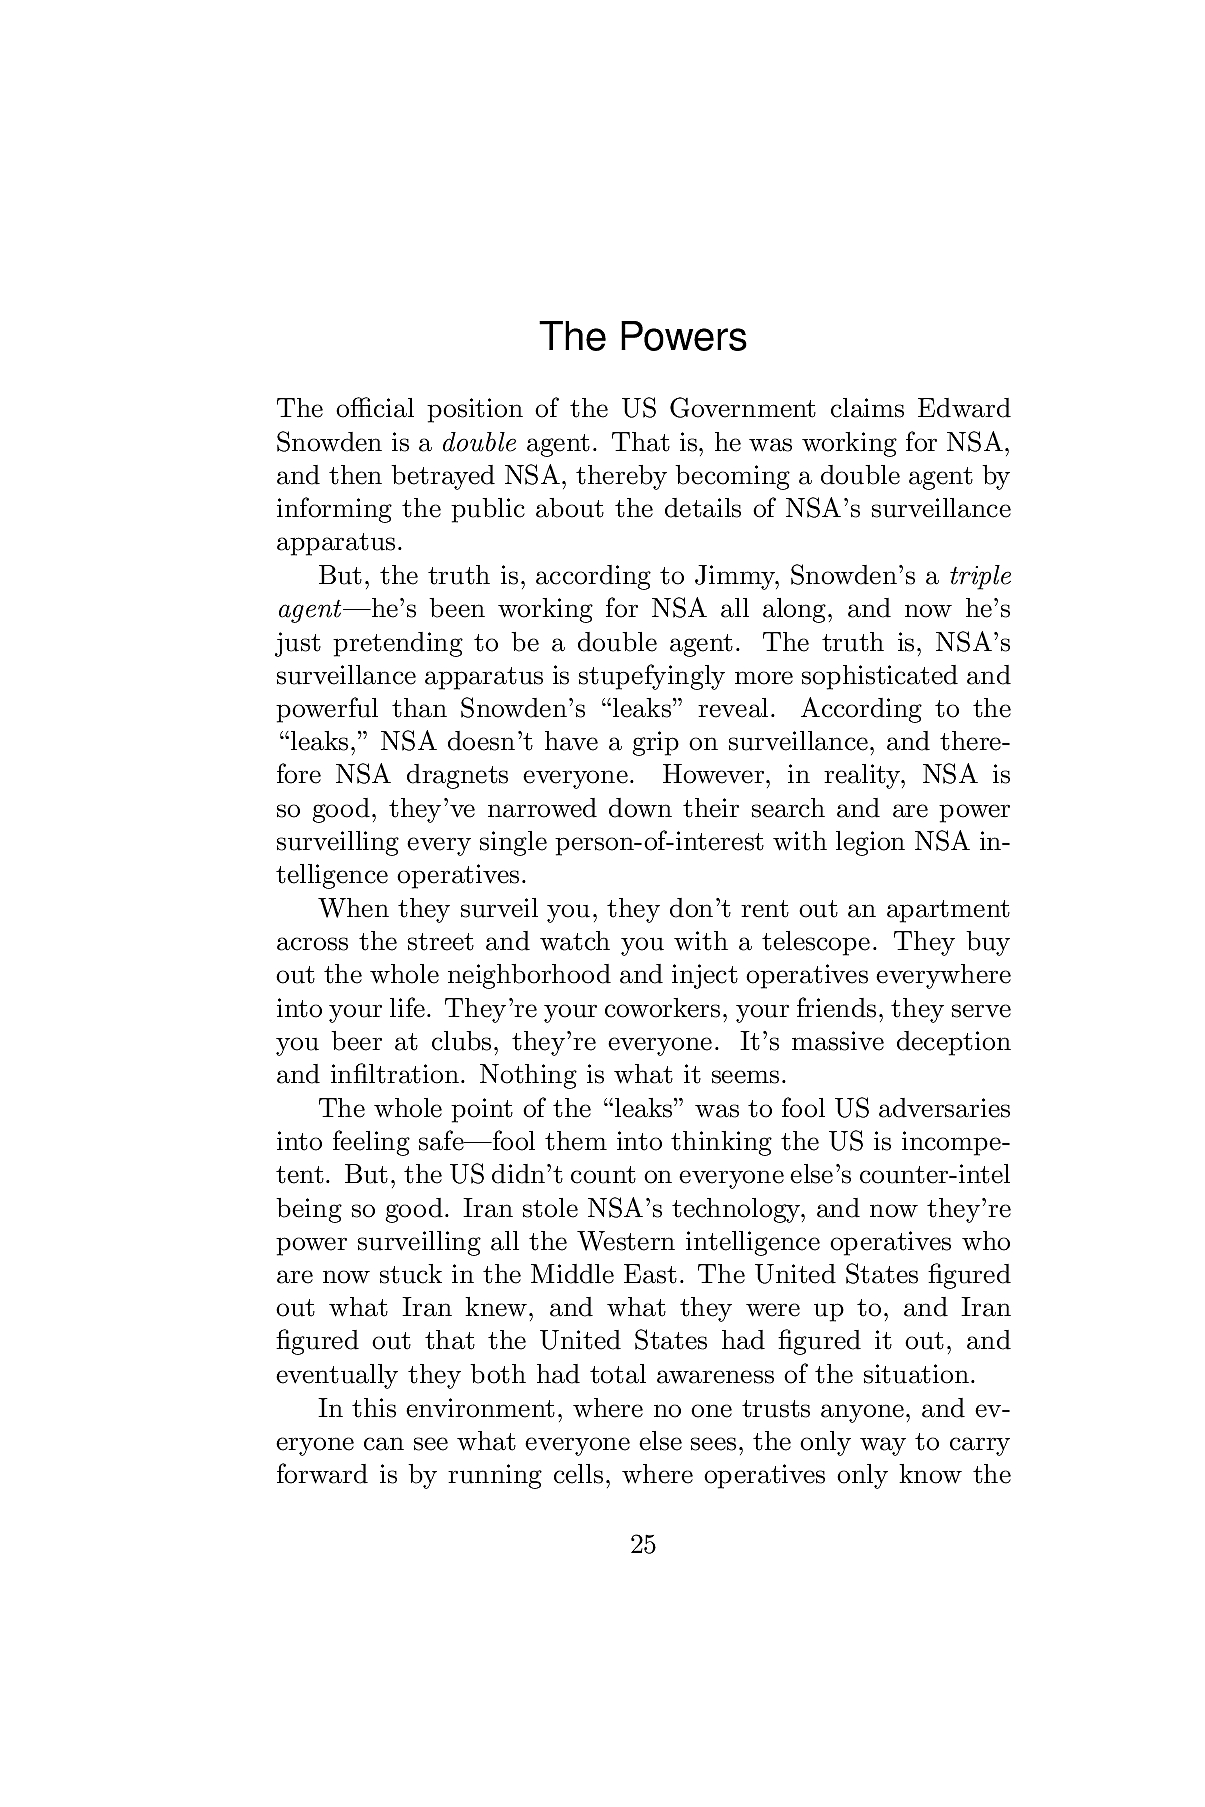 The Powers
The official position of the US Government claims Edward
Snowden is a double agent. That is, he was working for NSA,
and then betrayed NSA, thereby becoming a double agent by
informing the public about the details of NSA’s surveillance
apparatus.
But, the truth is, according to Jimmy, Snowden’s a triple
agent—he’s been working for NSA all along, and now he’s
just pretending to be a double agent. The truth is, NSA’s
surveillance apparatus is stupefyingly more sophisticated and
powerful than Snowden’s “leaks” reveal. According to the
“leaks,” NSA doesn’t have a grip on surveillance, and there-
fore NSA dragnets everyone. However, in reality, NSA is
so good, they’ve narrowed down their search and are power
surveilling every single person-of-interest with legion NSA in-
telligence operatives.
When they surveil you, they don’t rent out an apartment
across the street and watch you with a telescope. They buy
out the whole neighborhood and inject operatives everywhere
into your life. They’re your coworkers, your friends, they serve
you beer at clubs, they’re everyone. It’s massive deception
and infiltration. Nothing is what it seems.
The whole point of the “leaks” was to fool US adversaries
into feeling safe—fool them into thinking the US is incompe-
tent. But, the US didn’t count on everyone else’s counter-intel
being so good. Iran stole NSA’s technology, and now they’re
power surveilling all the Western intelligence operatives who
are now stuck in the Middle East. The United States figured
out what Iran knew, and what they were up to, and Iran
figured out that the United States had figured it out, and
eventually they both had total awareness of the situation.
In this environment, where no one trusts anyone, and ev-
eryone can see what everyone else sees, the only way to carry
forward is by running cells, where operatives only know the
25